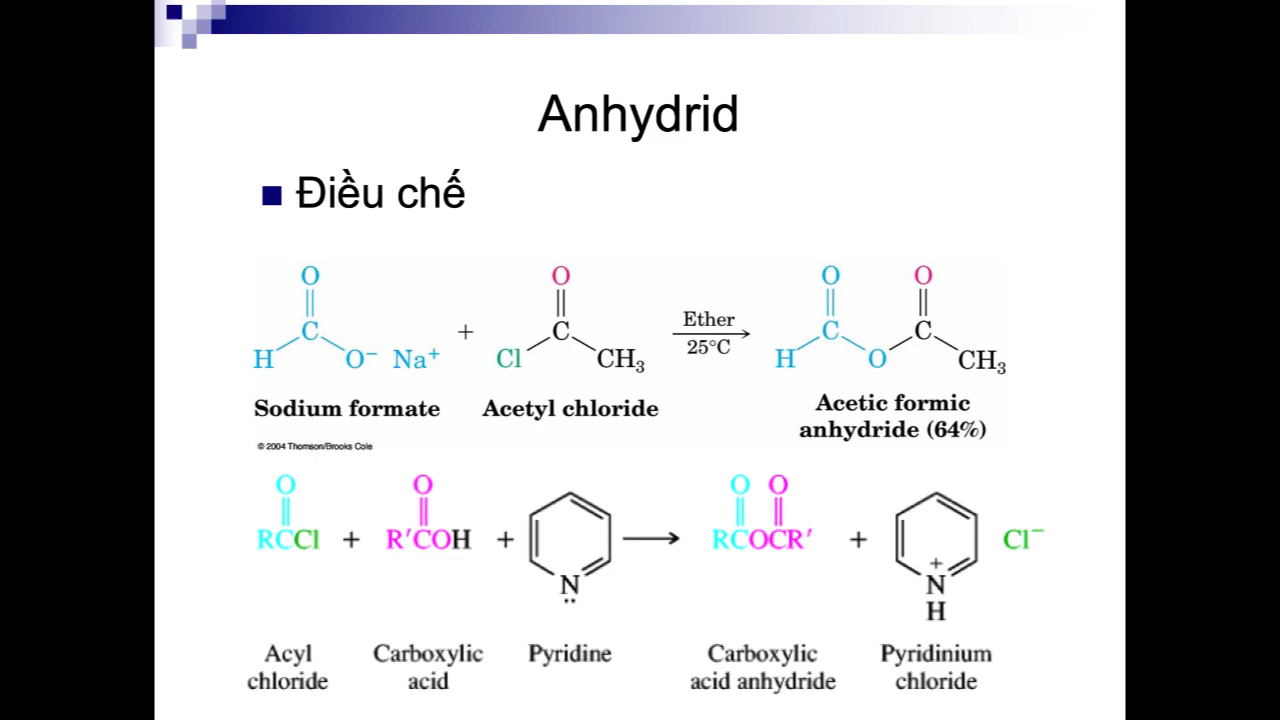 Anhydrid
Điều chế
O O O O
H C O⁻ Na⁺ + Cl C CH₃ Ether 25°C H C O C CH₃
Sodium formate Acetyl chloride Acetic formic
anhydride (64%)
© 2004 Thomson/Brooks Cole
O O O O
RCCl + R′COH + N → RCOCR′ + + N H Cl⁻
Acyl Carboxylic Pyridine Carboxylic Pyridinium
chloride acid acid anhydride chloride